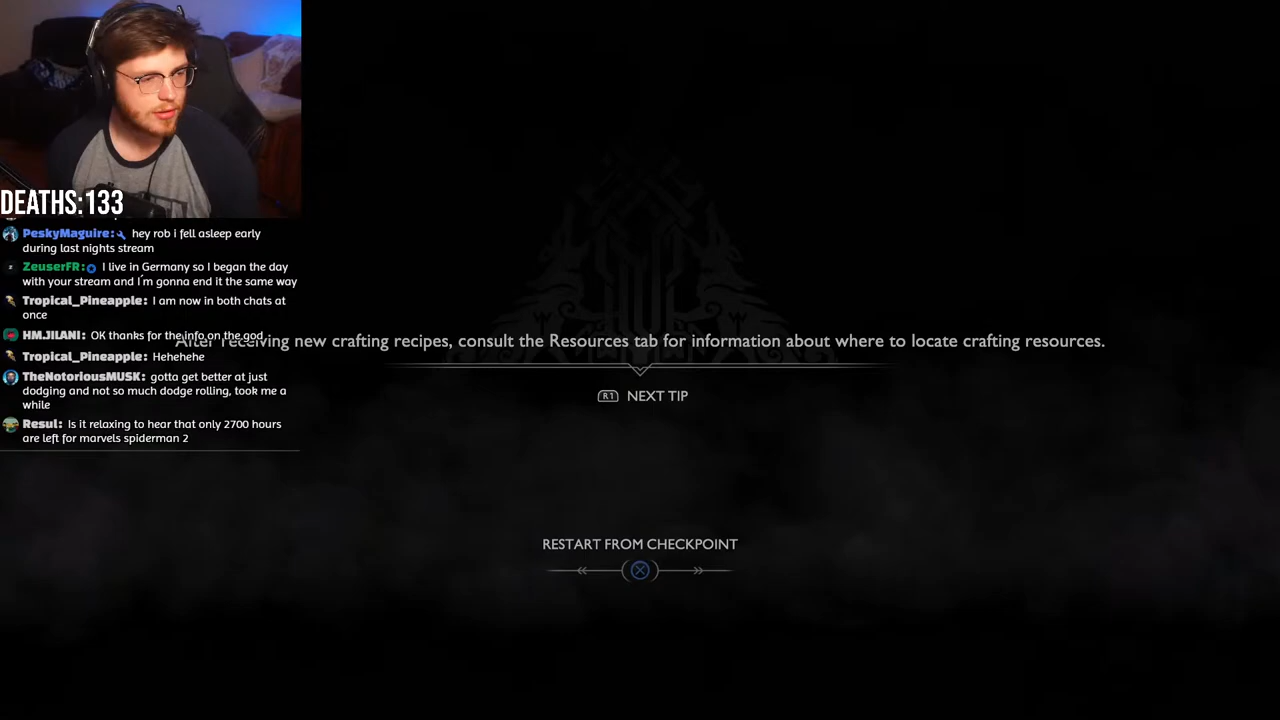 DEATHS:133
PeskyMaguire: hey rob i fell asleep early
during last nights stream
ZeuserFR: I live in Germany so I began the day
with your stream and I´m gonna end it the same way
Tropical_Pineapple: I am now in both chats at
once
HM.JILANI: OK thanks for the info on the god
After receiving new crafting recipes, consult the Resources tab for information about where to locate crafting resources.
Tropical_Pineapple: Hehehehe
TheNotoriousMUSK: gotta get better at just
dodging and not so much dodge rolling, took me a
while
R1 NEXT TIP
Resul: Is it relaxing to hear that only 2700 hours
are left for marvels spiderman 2
RESTART FROM CHECKPOINT